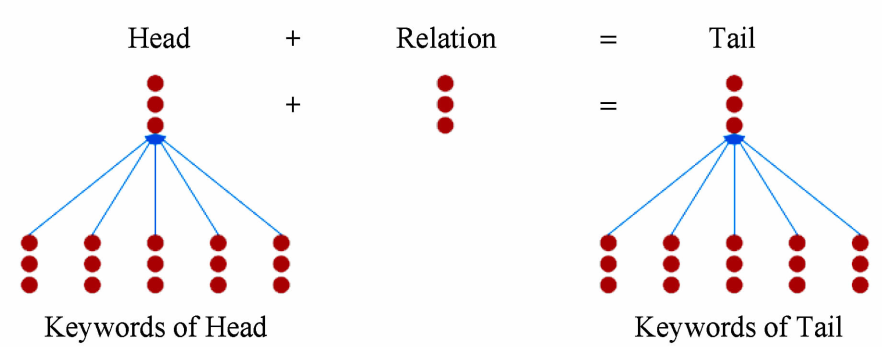 Head + Relation = Tail
+ =
Keywords of Head Keywords of Tail